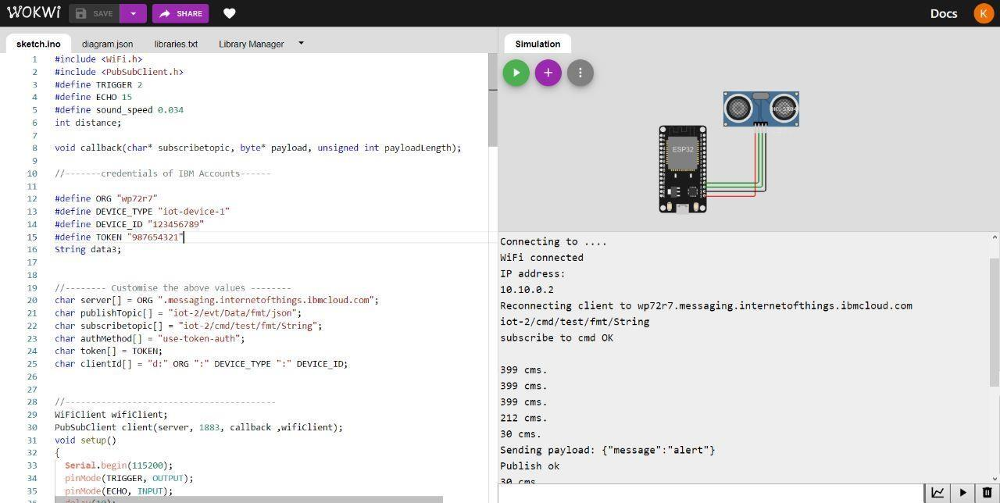 WOKWI SAVE SHARE Docs K
sketch.ino diagram.json libraries.txt Library Manager
1 #include <WiFi.h>
2 #include <PubSubClient.h>
3 #define TRIGGER 2
4 #define ECHO 15
5 #define sound_speed 0.034
6 int distance;
7
8 void callback(char* subscribetopic, byte* payload, unsigned int payloadLength);
9
10 //-------credentials of IBM Accounts------
11
12 #define ORG "wp72r7"
13 #define DEVICE_TYPE "iot-device-1"
14 #define DEVICE_ID "123456789"
15 #define TOKEN "987654321"
16 String data3;
17
18
19 //-------- Customise the above values --------
20 char server[] = ORG ".messaging.internetofthings.ibmcloud.com";
21 char publishTopic[] = "iot-2/evt/Data/fmt/json";
22 char subscribetopic[] = "iot-2/cmd/test/fmt/String";
23 char authMethod[] = "use-token-auth";
24 char token[] = TOKEN;
25 char clientId[] = "d:" ORG ":" DEVICE_TYPE ":" DEVICE_ID;
26
27
28 //-----------------------------------------
29 WiFiClient wifiClient;
30 PubSubClient client(server, 1883, callback ,wifiClient);
31 void setup()
32 {
33 Serial.begin(115200);
34 pinMode(TRIGGER, OUTPUT);
35 pinMode(ECHO, INPUT);
36 delay(10);
Simulation
HC-SR04
ESP32
Connecting to ....
WiFi connected
IP address:
10.10.0.2
Reconnecting client to wp72r7.messaging.internetofthings.ibmcloud.com
iot-2/cmd/test/fmt/String
subscribe to cmd OK
399 cms.
399 cms.
399 cms.
212 cms.
30 cms.
Sending payload: {"message":"alert"}
Publish ok
30 cms.